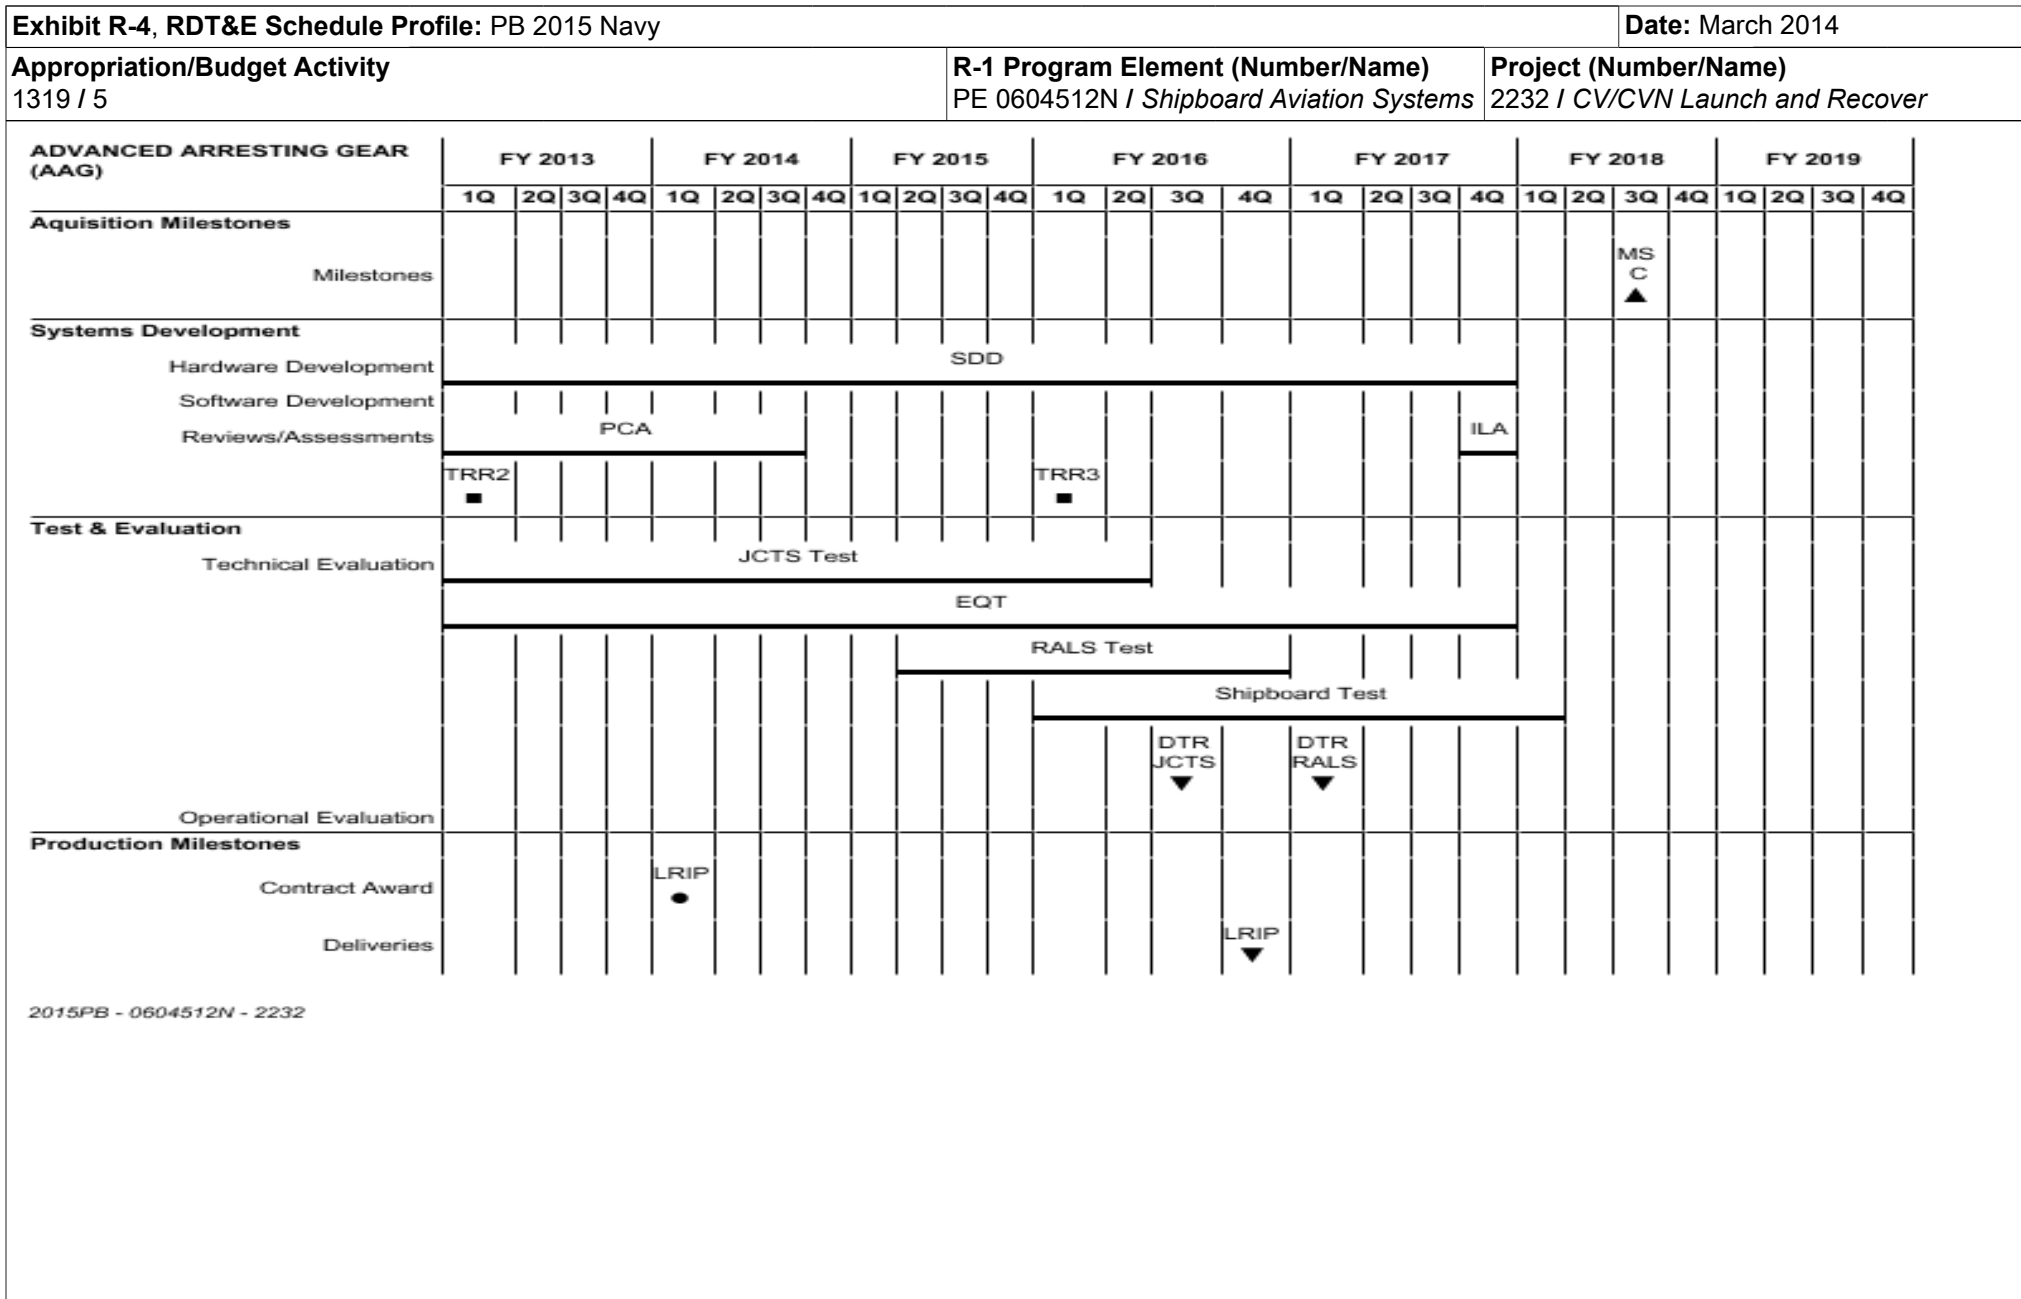 Exhibit R-4, RDT&E Schedule Profile: PB 2015 Navy
Date: March 2014
Appropriation/Budget Activity
1319 / 5
R-1 Program Element (Number/Name)
PE 0604512N / Shipboard Aviation Systems
Project (Number/Name)
2232 / CV/CVN Launch and Recover
ADVANCED ARRESTING GEAR
(AAG)
FY 2013 FY 2014 FY 2015 FY 2016 FY 2017 FY 2018 FY 2019
1Q 2Q 3Q 4Q 1Q 2Q 3Q 4Q 1Q 2Q 3Q 4Q 1Q 2Q 3Q 4Q 1Q 2Q 3Q 4Q 1Q 2Q 3Q 4Q 1Q 2Q 3Q 4Q
Aquisition Milestones
Milestones
MS
C
Systems Development
Hardware Development
SDD
Software Development
Reviews/Assessments
PCA
ILA
TRR2
TRR3
Test & Evaluation
Technical Evaluation
JCTS Test
EQT
RALS Test
Shipboard Test
DTR
JCTS
DTR
RALS
Operational Evaluation
Production Milestones
Contract Award
LRIP
Deliveries
LRIP
2015PB - 0604512N - 2232